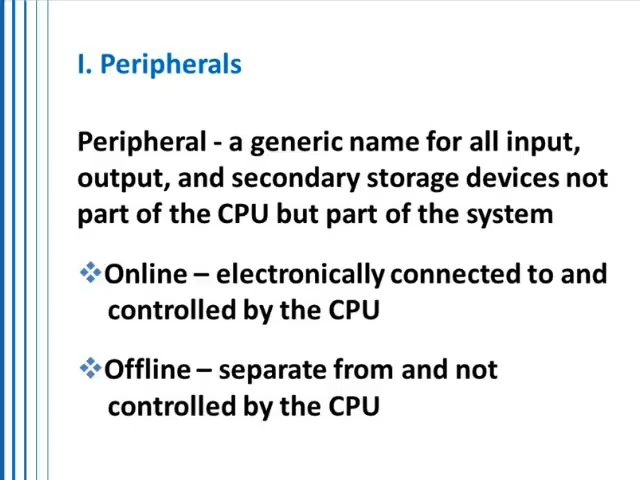 I. Peripherals
Peripheral - a generic name for all input,
output, and secondary storage devices not
part of the CPU but part of the system
Online – electronically connected to and
controlled by the CPU
Offline – separate from and not
controlled by the CPU